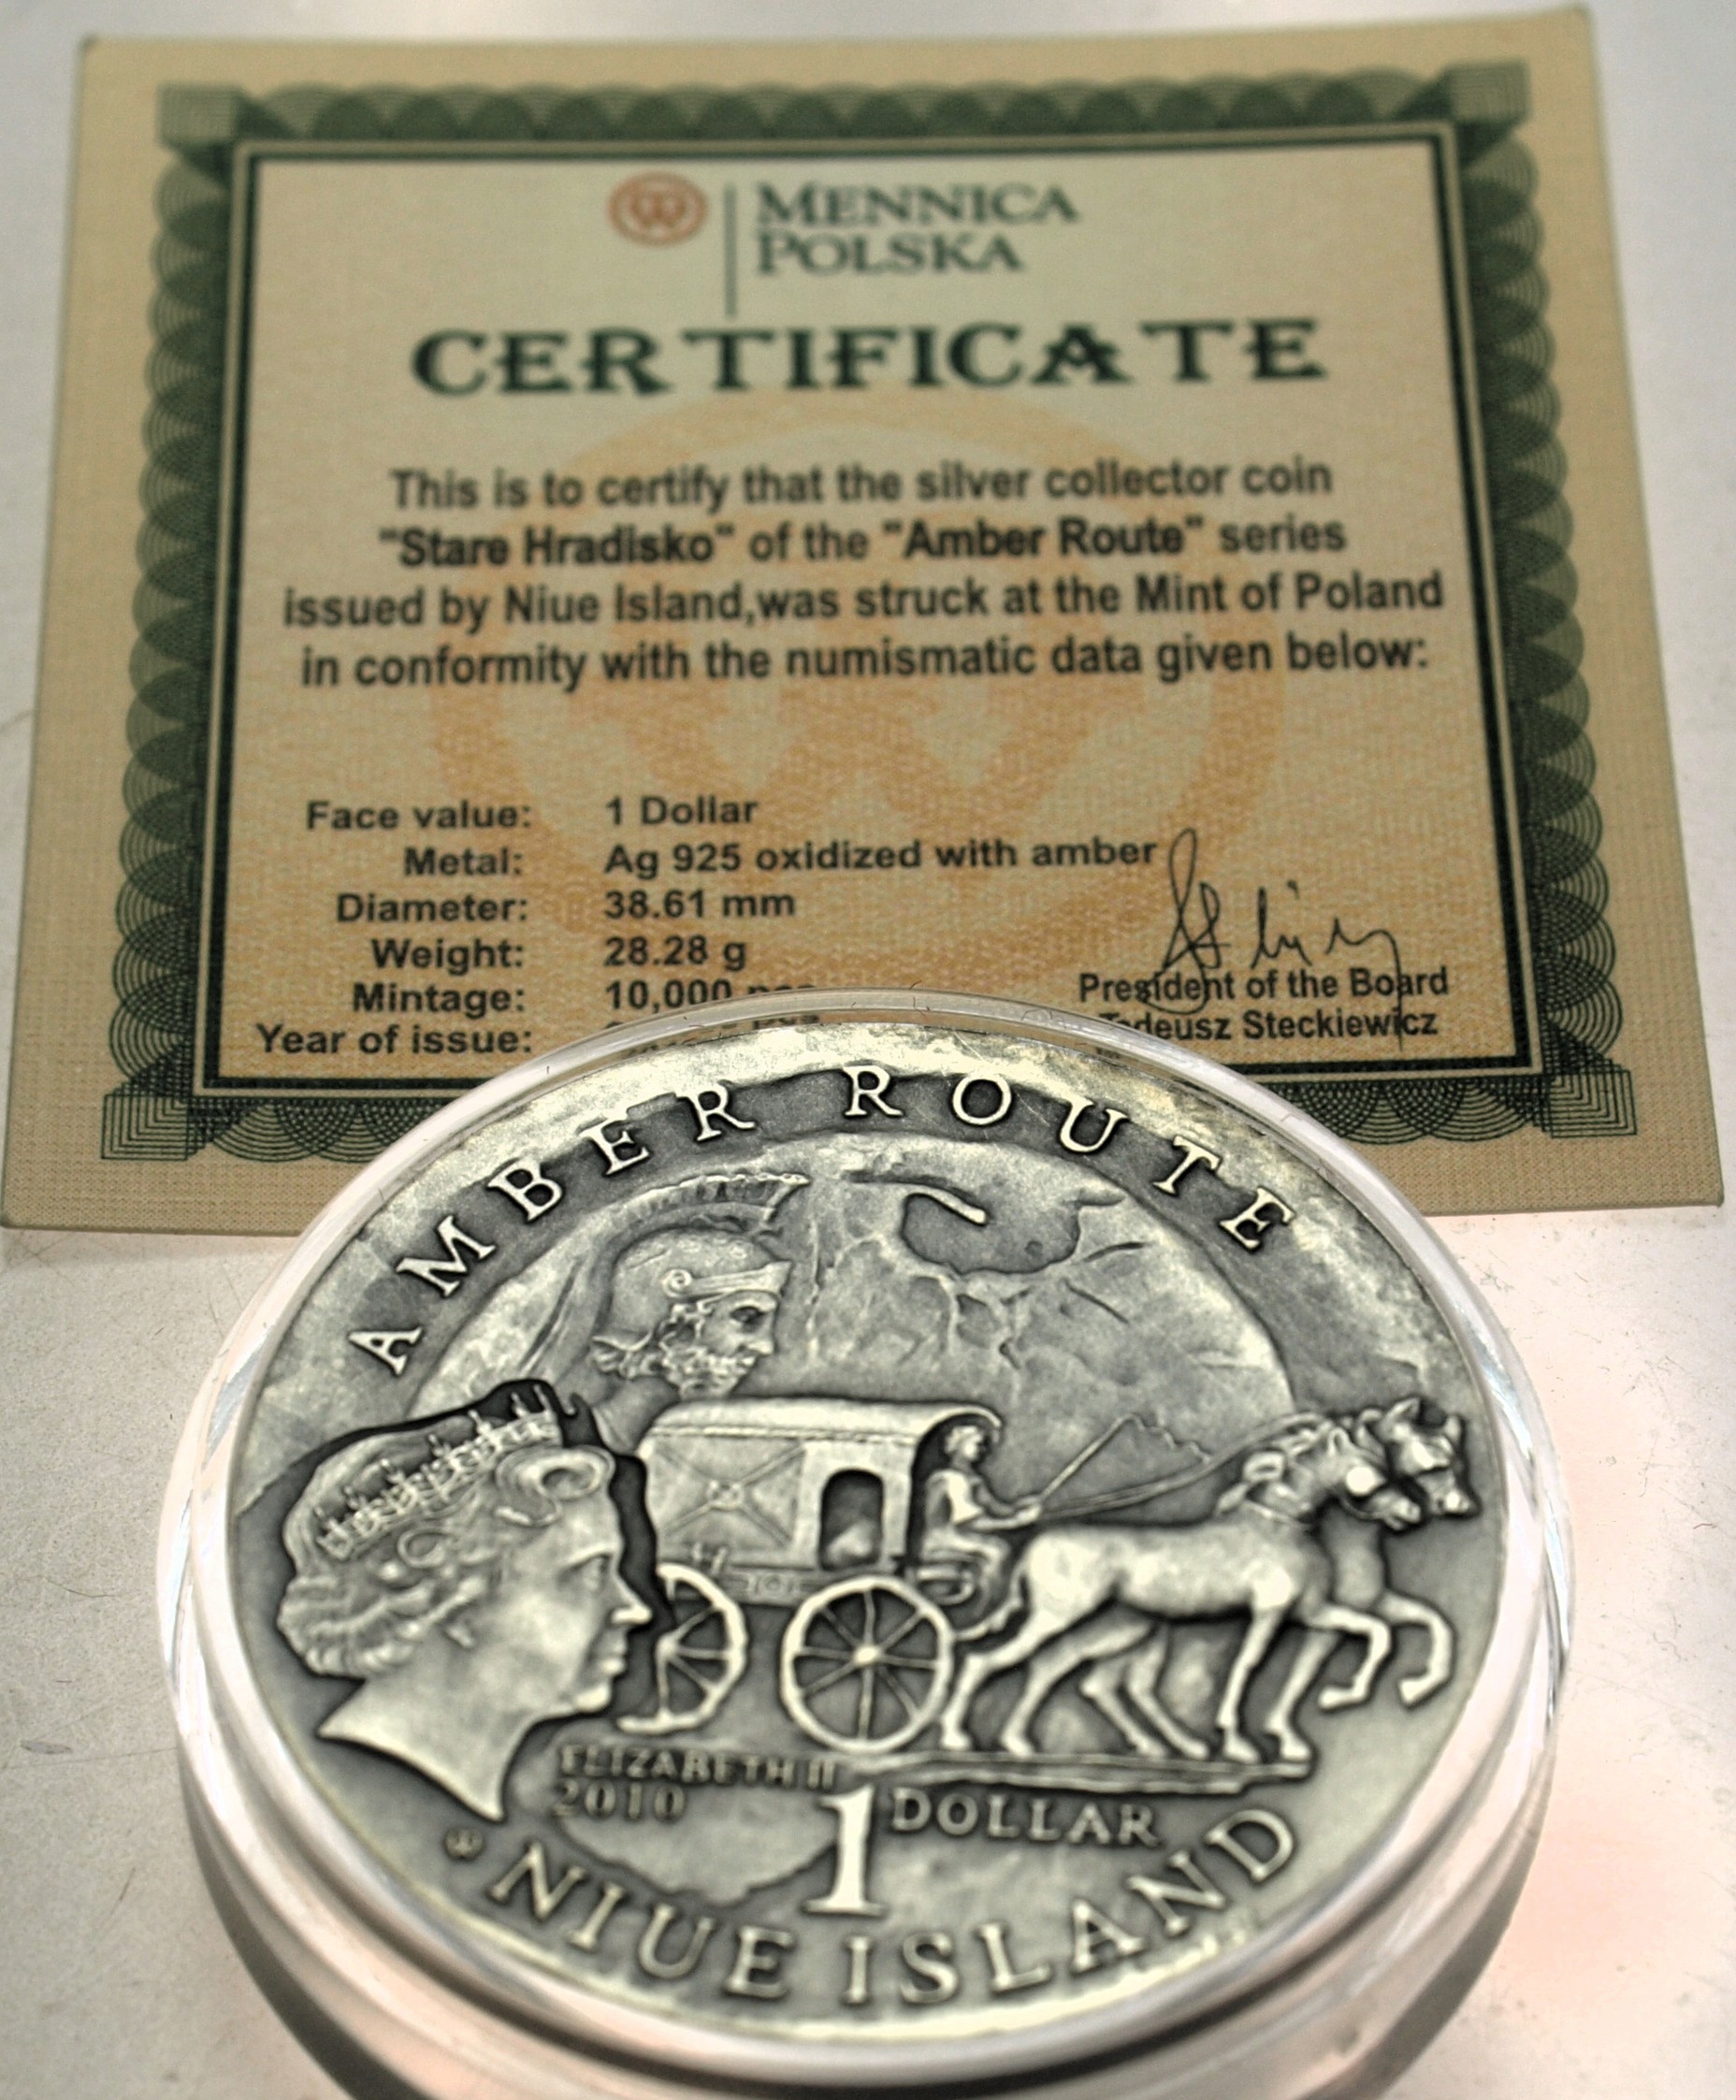 MENNICA
POLSKA
CERTIFICATE
This is to certify that the silver collector coin
"Stare Hradisko" of the "Amber Route" series
issued by Niue Island,was struck at the Mint of Poland
in conformity with the numismatic data given below:
Face value: 1 Dollar
Metal: Ag 925 oxidized with amber
Diameter: 38.61 mm
Weight: 28.28 g
Mintage: 10,000
President of the Board
Year of issue:
Tadeusz Steckiewicz
AMBER ROUTE
ELIZABETH II
2010
1 DOLLAR
NIUE ISLAND